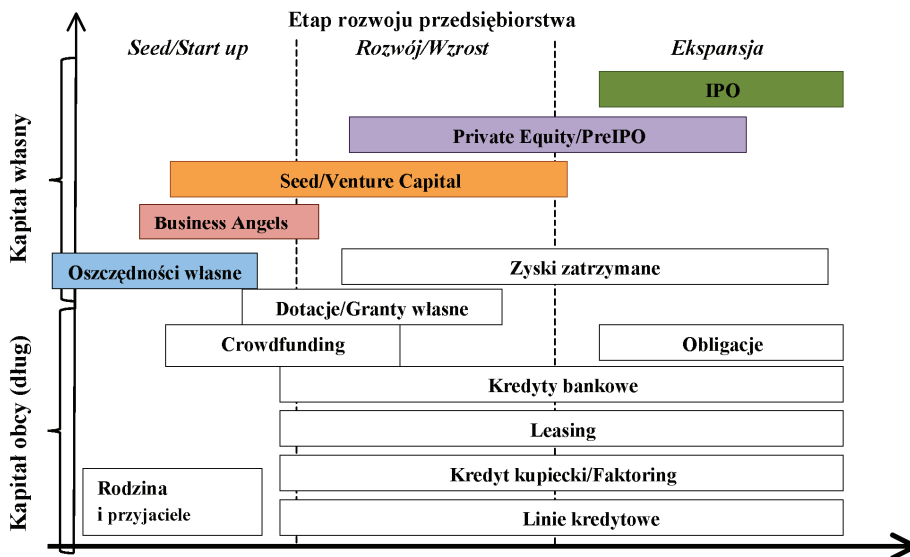 Etap rozwoju przedsiębiorstwa
Seed/Start up
Rozwój/Wzrost
Ekspansja
Kapitał własny
IPO
Private Equity/PreIPO
Seed/Venture Capital
Business Angels
Oszczędności własne
Zyski zatrzymane
Kapitał obcy (dług)
Dotacje/Granty własne
Crowdfunding
Obligacje
Kredyty bankowe
Leasing
Kredyt kupiecki/Faktoring
Rodzina
i przyjaciele
Linie kredytowe